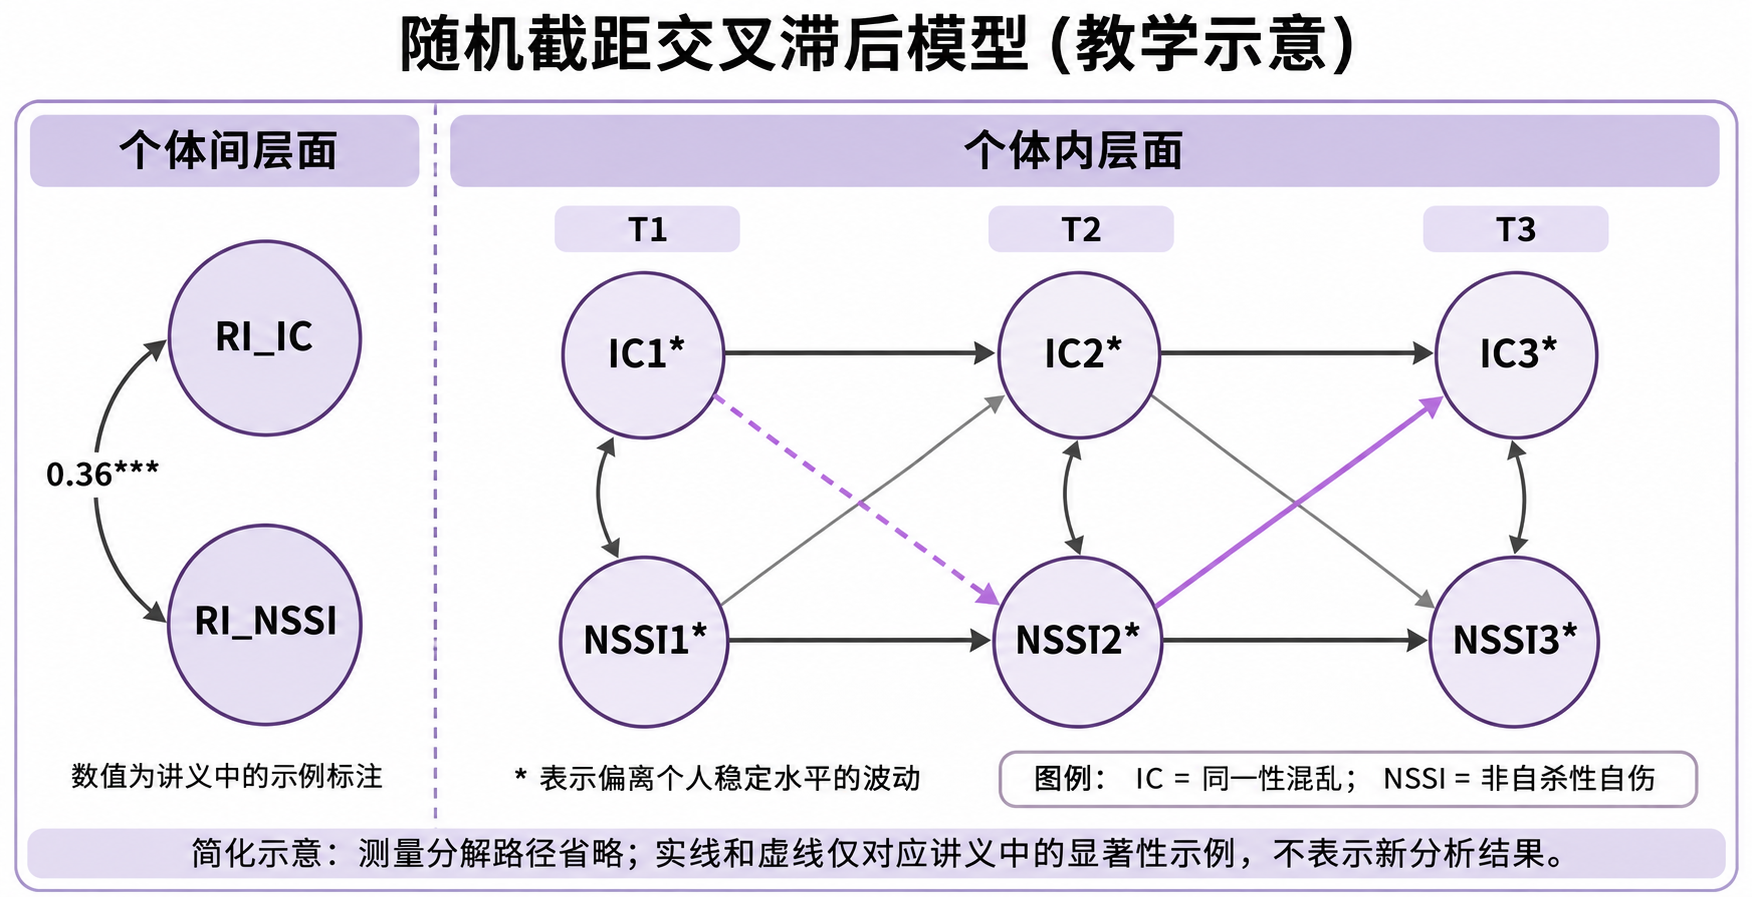 随机截距交叉滞后模型 (教学示意)
个体间层面
个体内层面
T1
T2
T3
RI_IC
IC1*
IC2*
IC3*
0.36***
RI_NSSI
NSSI1*
NSSI2*
NSSI3*
数值为讲义中的示例标注
* 表示偏离个人稳定水平的波动
图例： IC = 同一性混乱； NSSI = 非自杀性自伤
简化示意：测量分解路径省略；实线和虚线仅对应讲义中的显著性示例，不表示新分析结果。